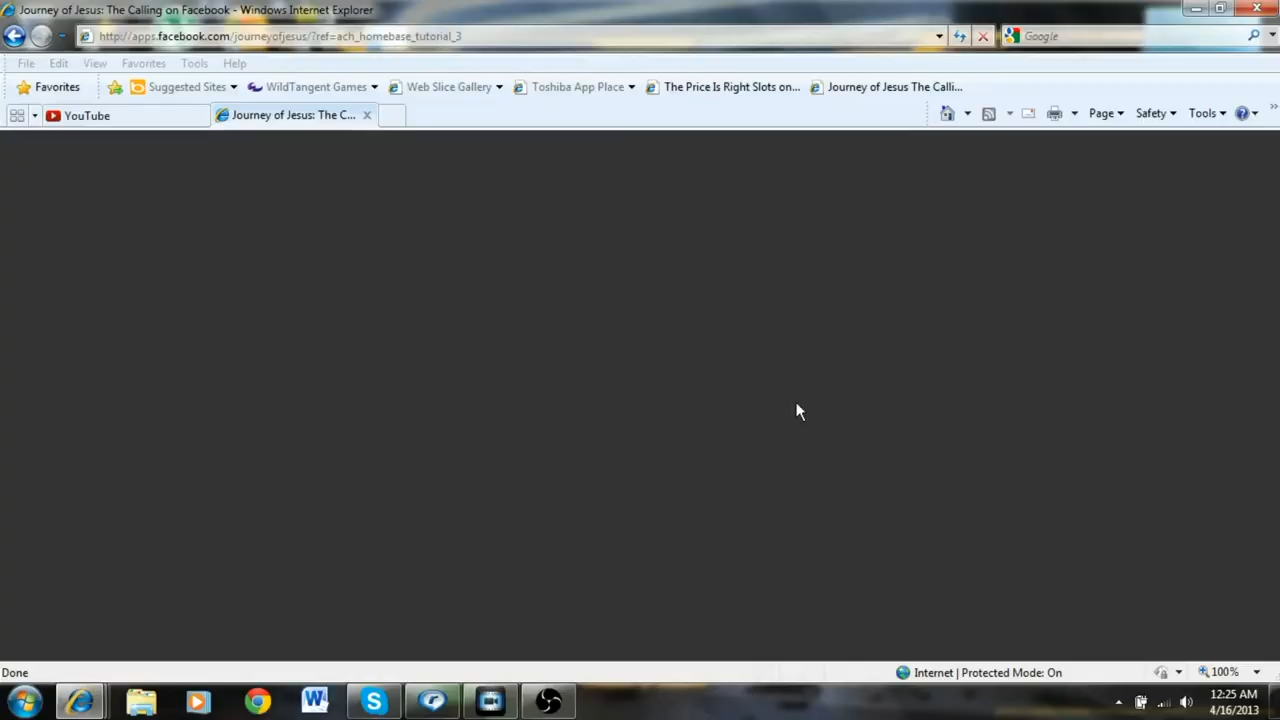 Journey of Jesus: The Calling on Facebook - Windows Internet Explorer
http://apps.facebook.com/journeyofjesus/?ref=ach_homebase_tutorial_3
Google
File Edit View Favorites Tools Help
Favorites Suggested Sites WildTangent Games Web Slice Gallery Toshiba App Place The Price Is Right Slots on... Journey of Jesus The Calli...
YouTube Journey of Jesus: The C... Page Safety Tools
Done Internet | Protected Mode: On 100%
12:25 AM
4/16/2013